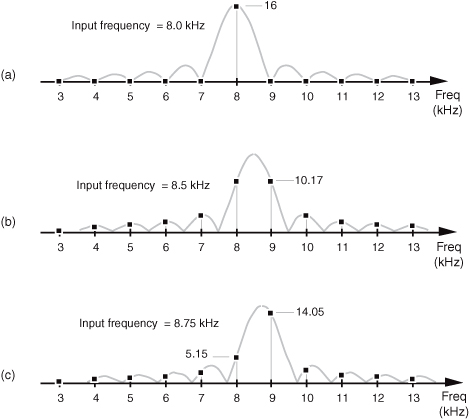 16
Input frequency = 8.0 kHz
(a)
3 4 5 6 7 8 9 10 11 12 13 Freq
(kHz)
Input frequency = 8.5 kHz
10.17
(b)
3 4 5 6 7 8 9 10 11 12 13 Freq
(kHz)
Input frequency = 8.75 kHz
14.05
5.15
(c)
3 4 5 6 7 8 9 10 11 12 13 Freq
(kHz)